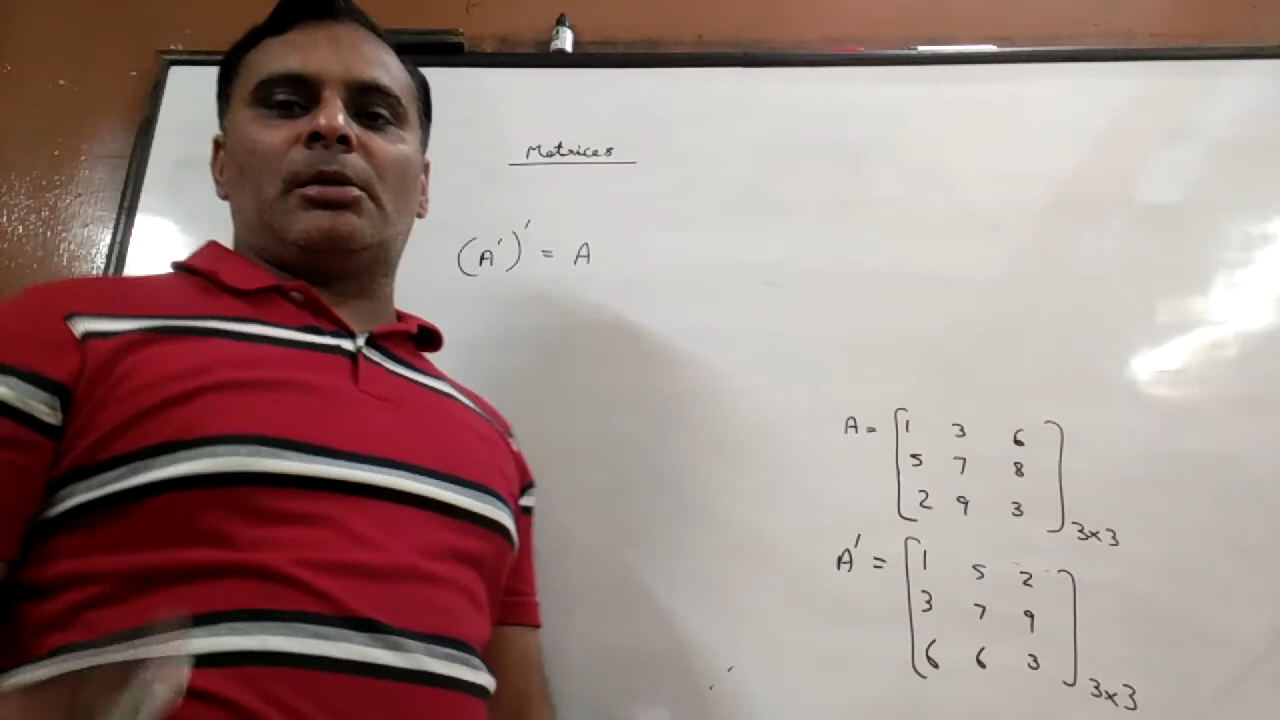 Matrices
(A′)′ = A
A = [1 3 6
5 7 8
2 9 3]3×3
A′ = [1 5 2
3 7 9
6 6 3]3×3